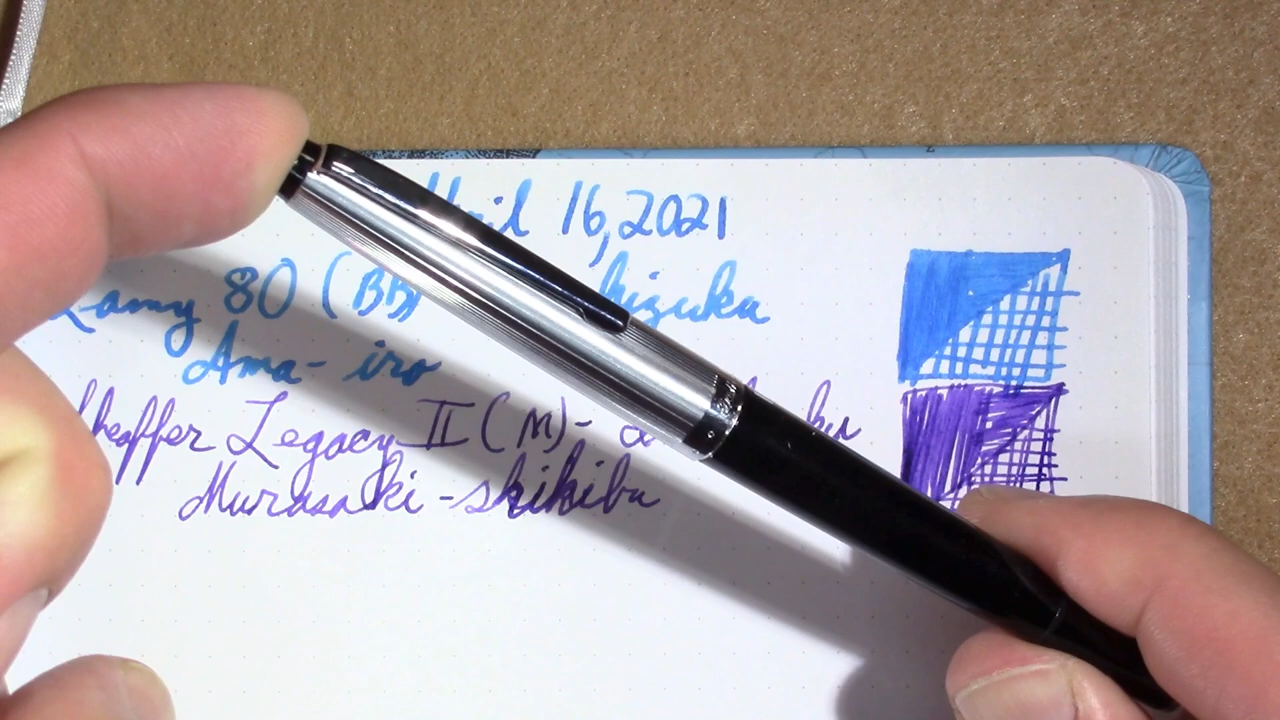 16,2021
Lamy 80 (BB)
Ama-iro
Legacy II (M)-
Murasaki-shikibu